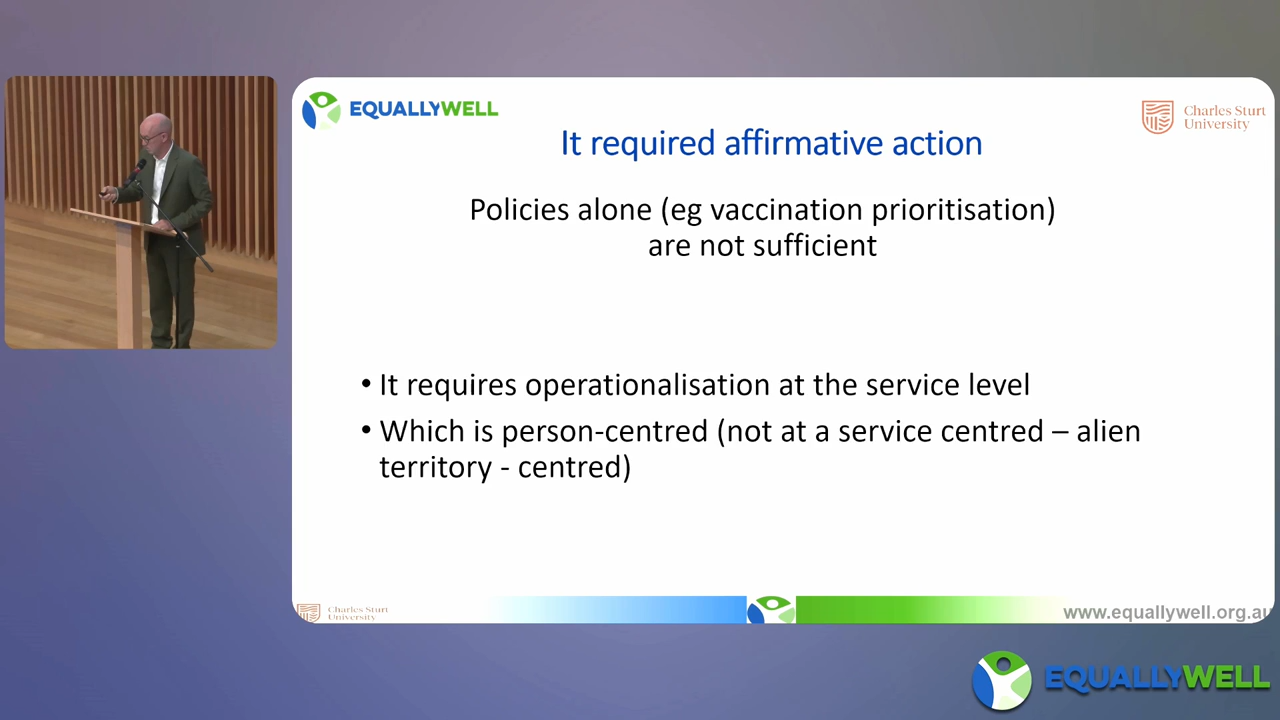 EQUALLYWELL
Charles Sturt
University
It required affirmative action
Policies alone (eg vaccination prioritisation)
are not sufficient
• It requires operationalisation at the service level
• Which is person-centred (not at a service centred – alien
territory - centred)
Charles Sturt
University
www.equallywell.org.au
EQUALLYWELL